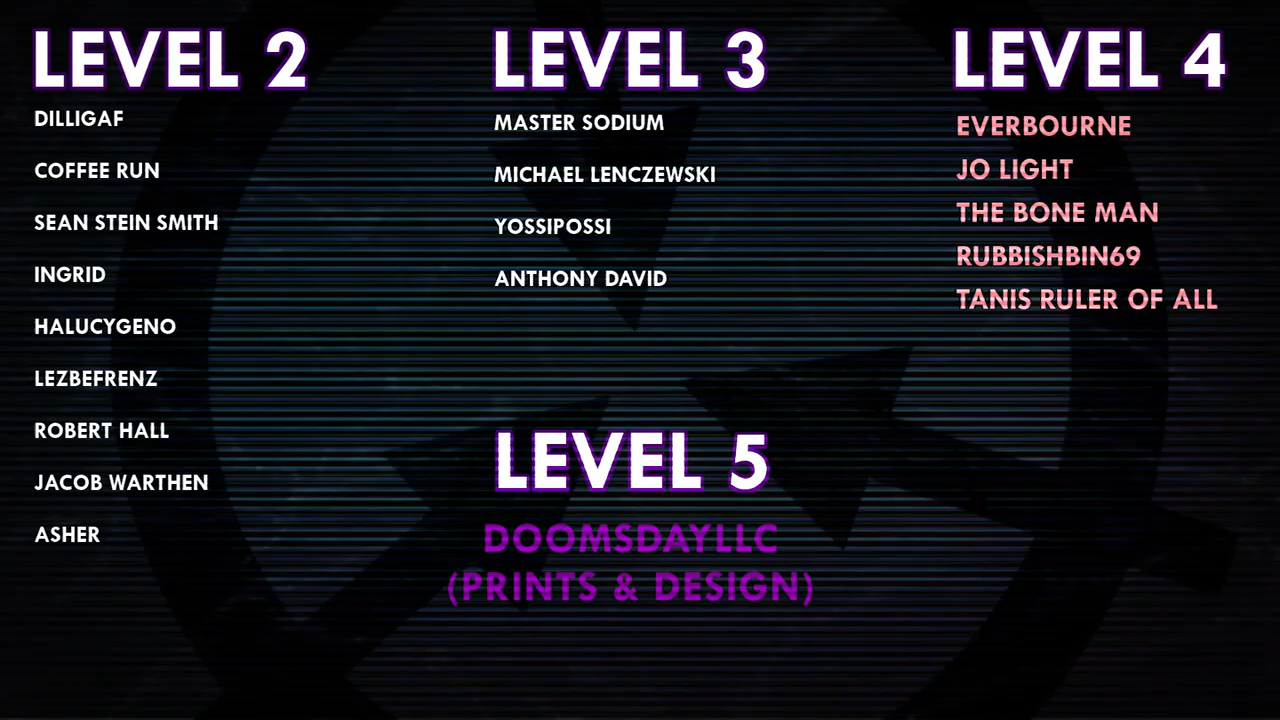 LEVEL 2
DILLIGAF
COFFEE RUN
SEAN STEIN SMITH
INGRID
HALUCYGENO
LEZBEFRENZ
ROBERT HALL
JACOB WARTHEN
ASHER
LEVEL 3
MASTER SODIUM
MICHAEL LENCZEWSKI
YOSSIPOSSI
ANTHONY DAVID
LEVEL 4
EVERBOURNE
JO LIGHT
THE BONE MAN
RUBBISHBIN69
TANIS RULER OF ALL
LEVEL 5
DOOMSDAYLLC
(PRINTS & DESIGN)